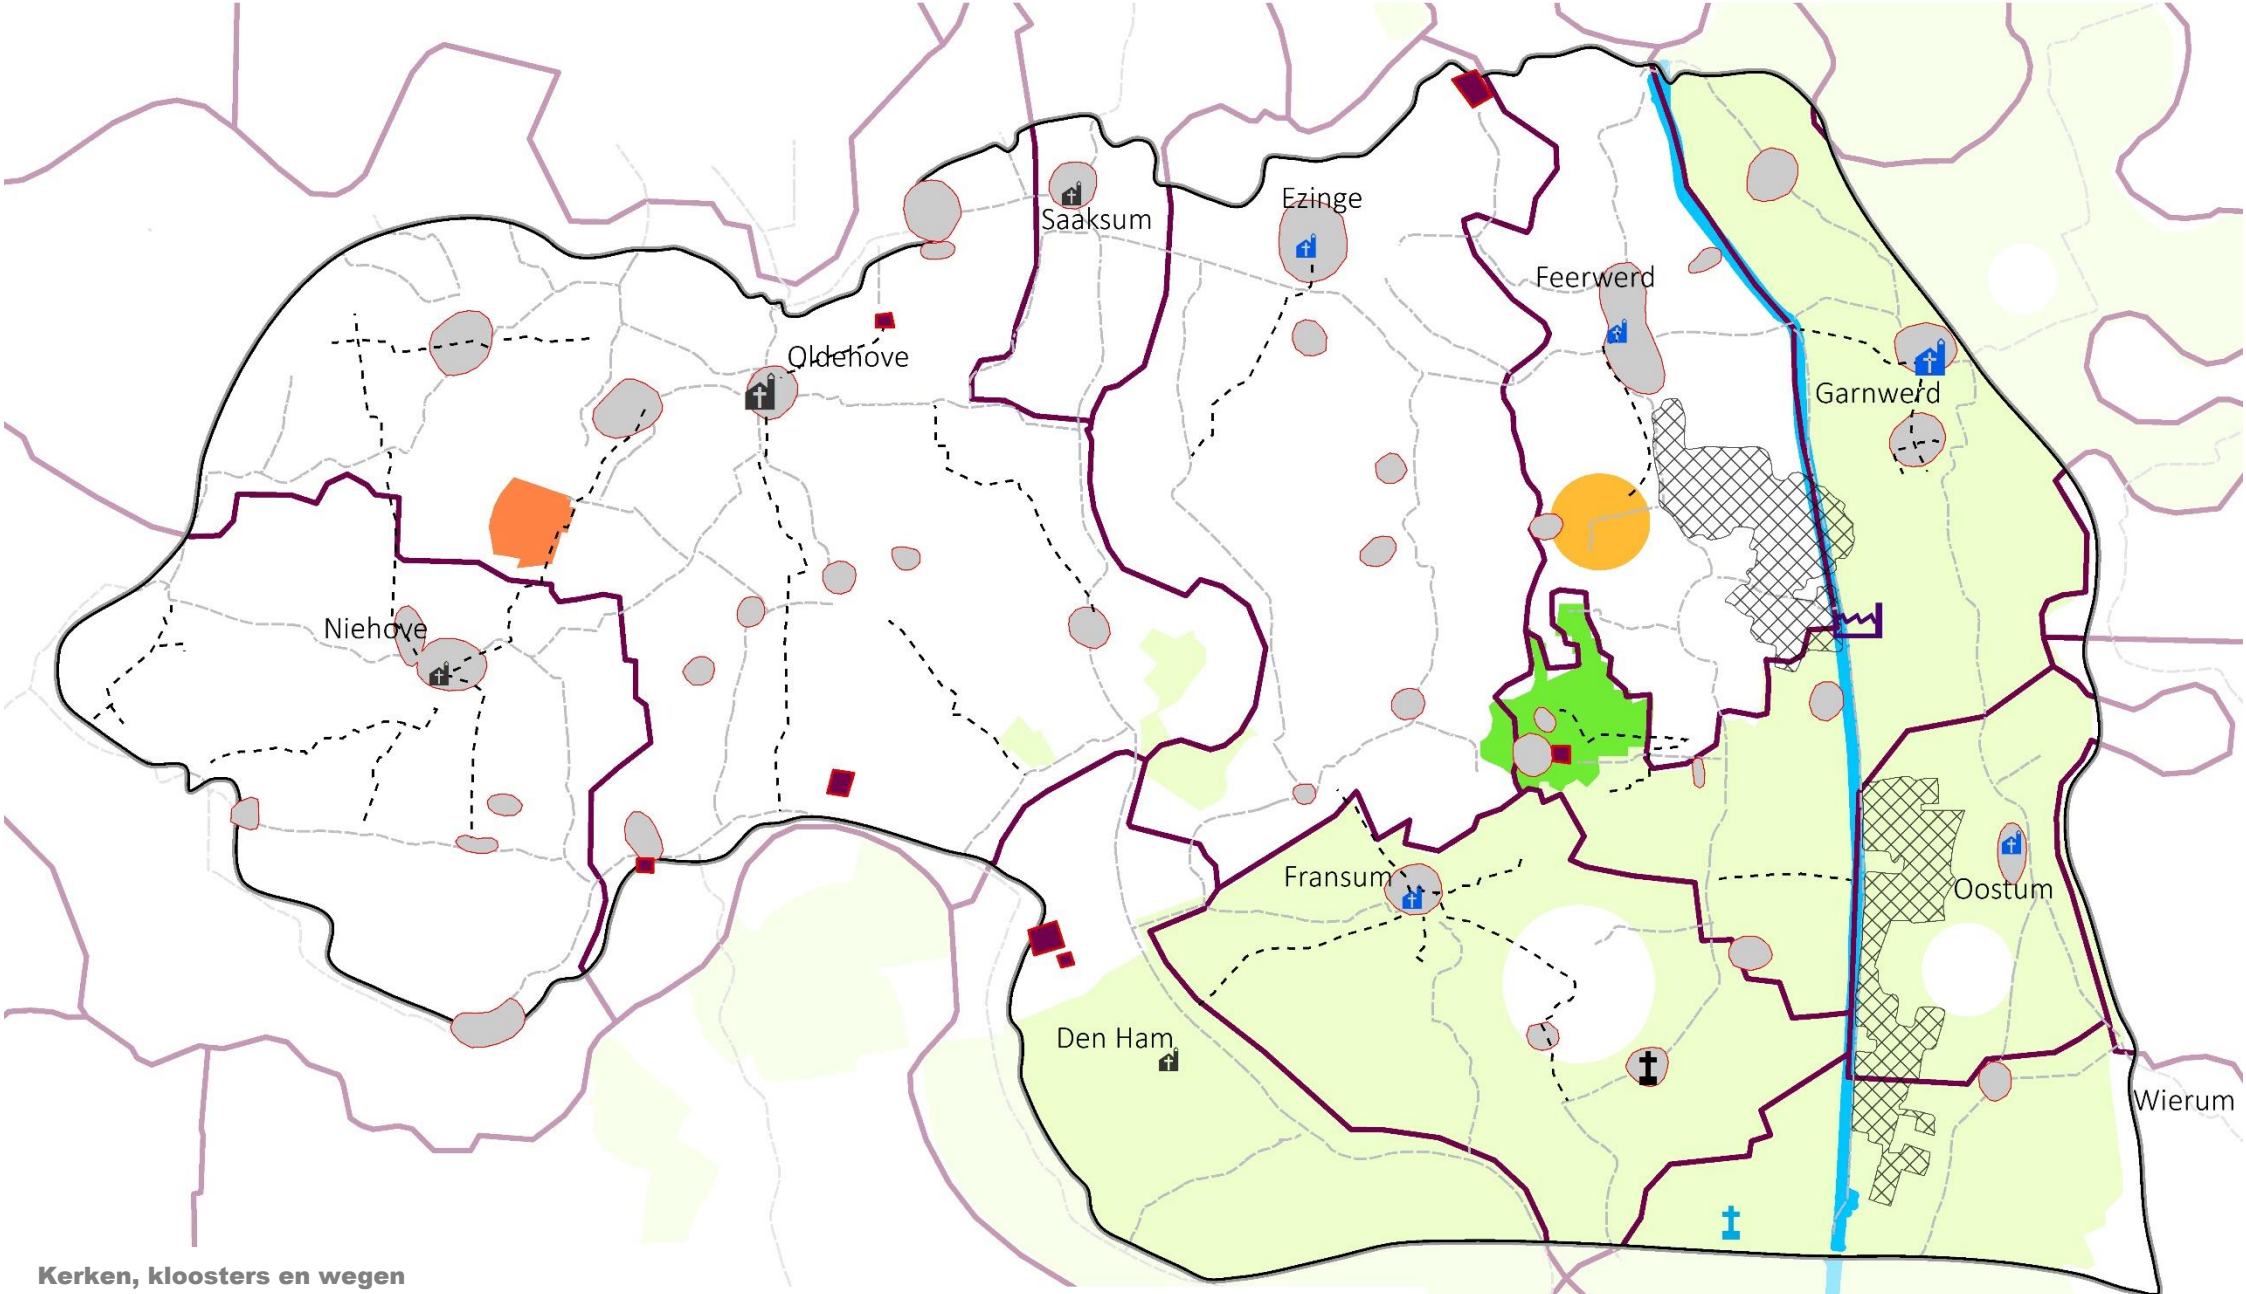 Ezinge
Saaksum
Feerwerd
Oldehove
Garnwerd
Niehove
Fransum
Oostum
Den Ham
Wierum
Kerken, kloosters en wegen